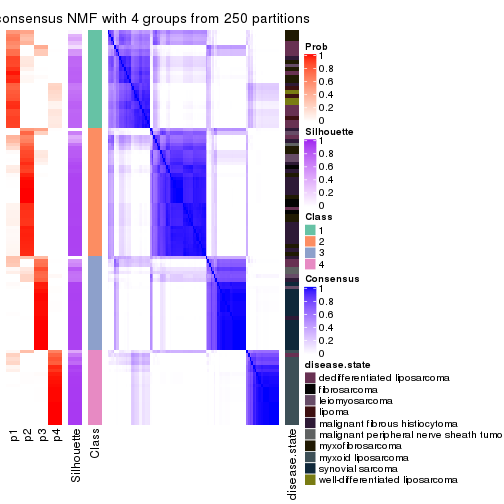 consensus NMF with 4 groups from 250 partitions
Prob
1
0.8
0.6
0.4
0.2
0
Silhouette
1
0.8
0.6
0.4
0.2
0
Class
1
2
3
4
Consensus
1
0.8
0.6
0.4
0.2
0
disease.state
dedifferentiated liposarcoma
fibrosarcoma
leiomyosarcoma
lipoma
malignant fibrous histiocytoma
malignant peripheral nerve sheath tumo
myxofibrosarcoma
myxoid liposarcoma
synovial sarcoma
well-differentiated liposarcoma
p1
p2
p3
p4
Silhouette
Class
disease.state